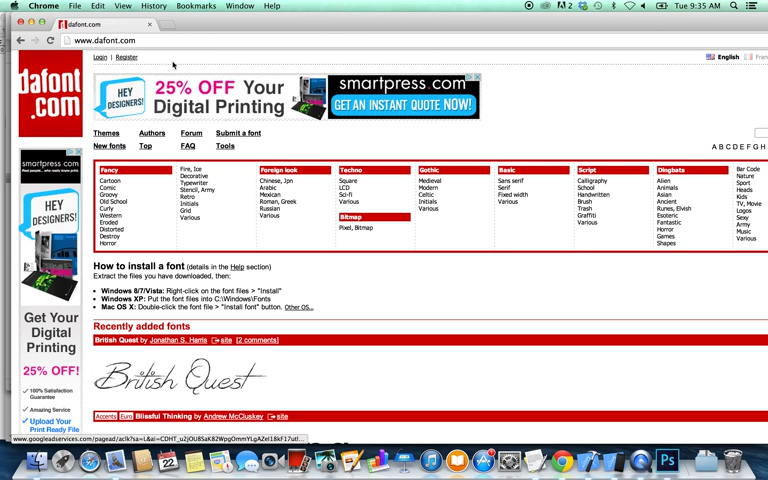 Chrome File Edit View History Bookmarks Window Help 2 Tue 9:35 AM
dafont.com
www.dafont.com
Login | Register
English
dafont
.com
HEY DESIGNERS! 25% OFF Your Digital Printing smartpress.com GET AN INSTANT QUOTE NOW!
Themes Authors Forum Submit a font
New fonts Top FAQ Tools
A B C D E F G H
Fancy
Cartoon
Comic
Groovy
Old School
Curly
Western
Eroded
Distorted
Destroy
Horror
Fire, Ice
Decorative
Typewriter
Stencil, Army
Retro
Initials
Grid
Various
Foreign look
Chinese, Jpn
Arabic
Mexican
Roman, Greek
Russian
Various
Techno
Square
LCD
Sci-fi
Various
Bitmap
Pixel, Bitmap
Gothic
Medieval
Modern
Celtic
Initials
Various
Basic
Sans serif
Serif
Fixed width
Various
Script
Calligraphy
School
Handwritten
Brush
Trash
Graffiti
Various
Dingbats
Alien
Animals
Asian
Ancient
Runes, Elvish
Esoteric
Fantastic
Horror
Games
Shapes
Bar Code
Nature
Sport
Heads
Kids
TV, Movie
Logos
Sexy
Army
Music
Various
smartpress.com
HEY DESIGNERS!
Get Your
Digital
Printing
25% OFF!
100% Satisfaction
Guarantee
Amazing Service
Upload Your
Print Ready File
How to install a font (details in the Help section)
Extract the files you have downloaded, then:
Windows 8/7/Vista: Right-click on the font files > "Install"
Windows XP: Put the font files into C:\Windows\Fonts
Mac OS X: Double-click the font file > "Install font" button. Other OS...
Recently added fonts
British Quest by Jonathan S. Harris site [2 comments]
British Quest
Accents Euro Blissful Thinking by Andrew McCluskey site
22
Ps